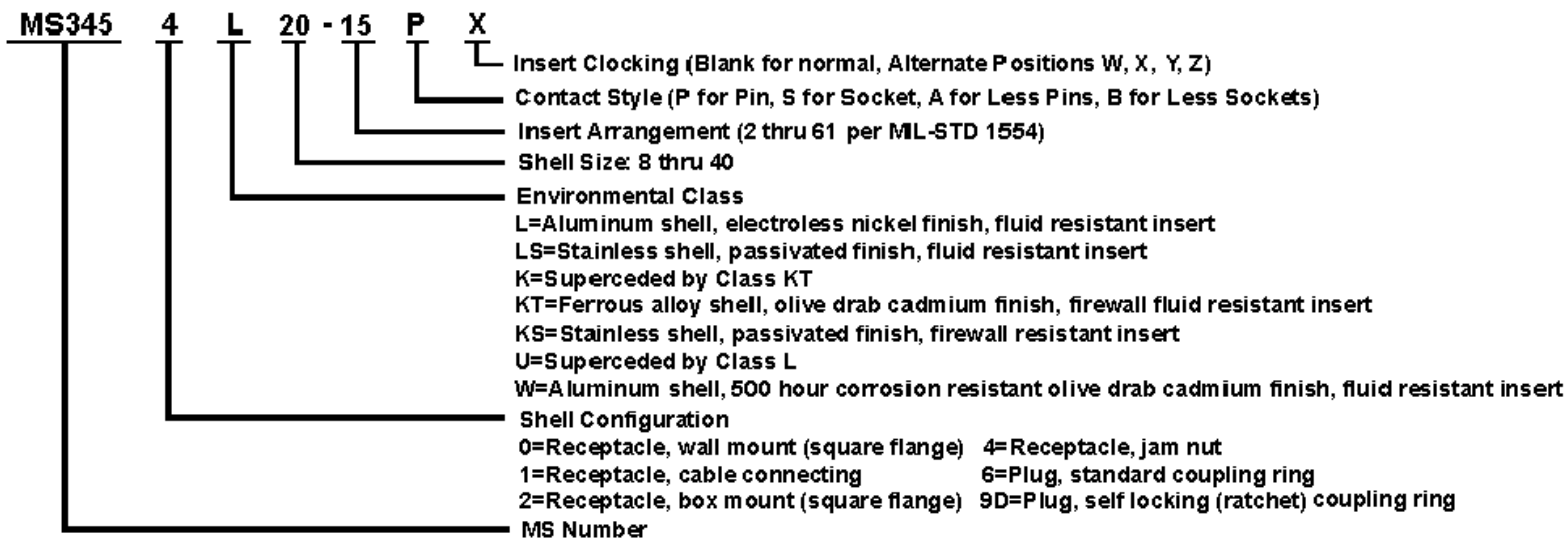 MS345 4 L 20 - 15 P X
Insert Clocking (Blank for normal, Alternate Positions W, X, Y, Z)
Contact Style (P for Pin, S for Socket, A for Less Pins, B for Less Sockets)
Insert Arrangement (2 thru 61 per MIL-STD 1554)
Shell Size: 8 thru 40
Environmental Class
L=Aluminum shell, electroless nickel finish, fluid resistant insert
LS=Stainless shell, passivated finish, fluid resistant insert
K=Superceded by Class KT
KT=Ferrous alloy shell, olive drab cadmium finish, firewall fluid resistant insert
KS=Stainless shell, passivated finish, firewall resistant insert
U=Superceded by Class L
W=Aluminum shell, 500 hour corrosion resistant olive drab cadmium finish, fluid resistant insert
Shell Configuration
0=Receptacle, wall mount (square flange) 4=Receptacle, jam nut
1=Receptacle, cable connecting 6=Plug, standard coupling ring
2=Receptacle, box mount (square flange) 9D=Plug, self locking (ratchet) coupling ring
MS Number